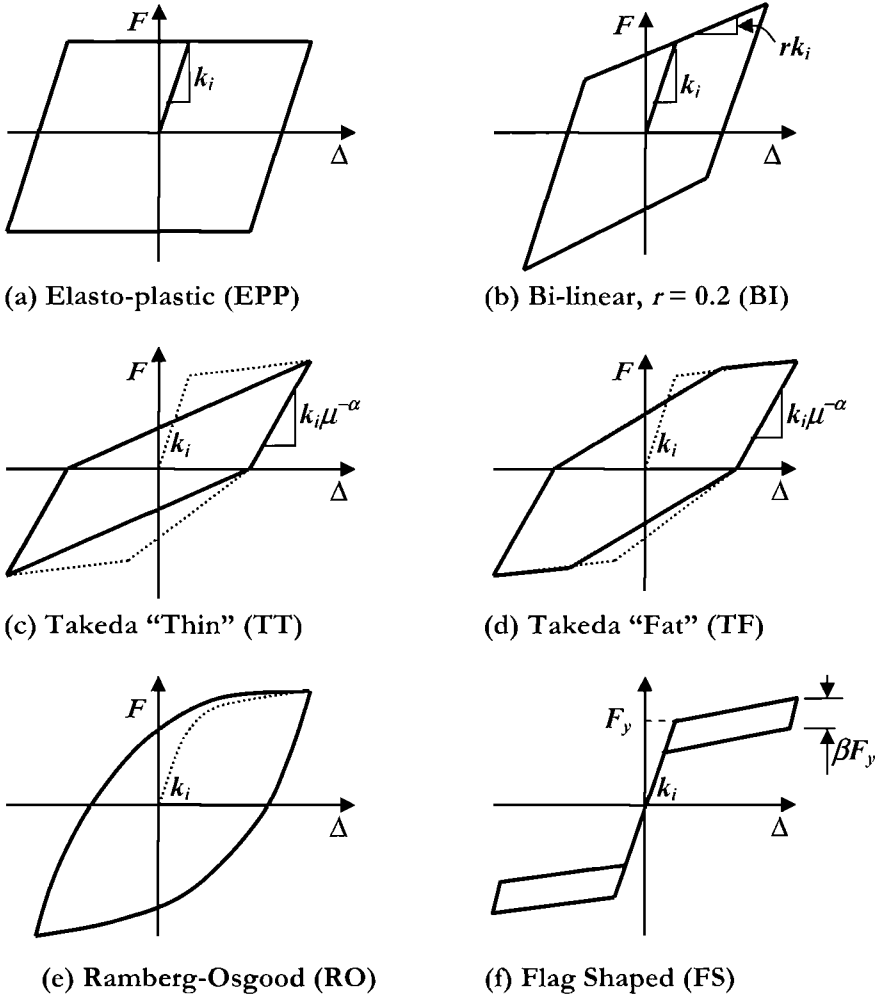 F
k_i
Δ
(a) Elasto-plastic (EPP)
F
rk_i
k_i
Δ
(b) Bi-linear, r = 0.2 (BI)
F
k_iμ^{-α}
k_i
Δ
(c) Takeda “Thin” (TT)
F
k_iμ^{-α}
k_i
Δ
(d) Takeda “Fat” (TF)
F
k_i
Δ
(e) Ramberg-Osgood (RO)
F_y
βF_y
k_i
Δ
(f) Flag Shaped (FS)